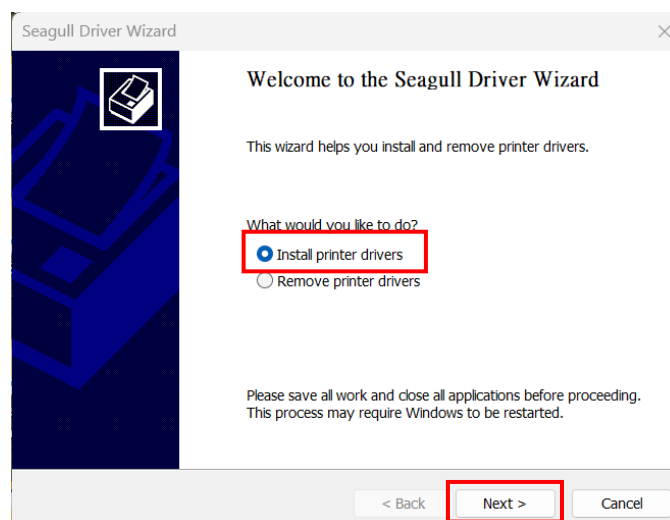 Seagull Driver Wizard
Welcome to the Seagull Driver Wizard
This wizard helps you install and remove printer drivers.
What would you like to do?
Install printer drivers
Remove printer drivers
Please save all work and close all applications before proceeding.
This process may require Windows to be restarted.
< Back
Next >
Cancel